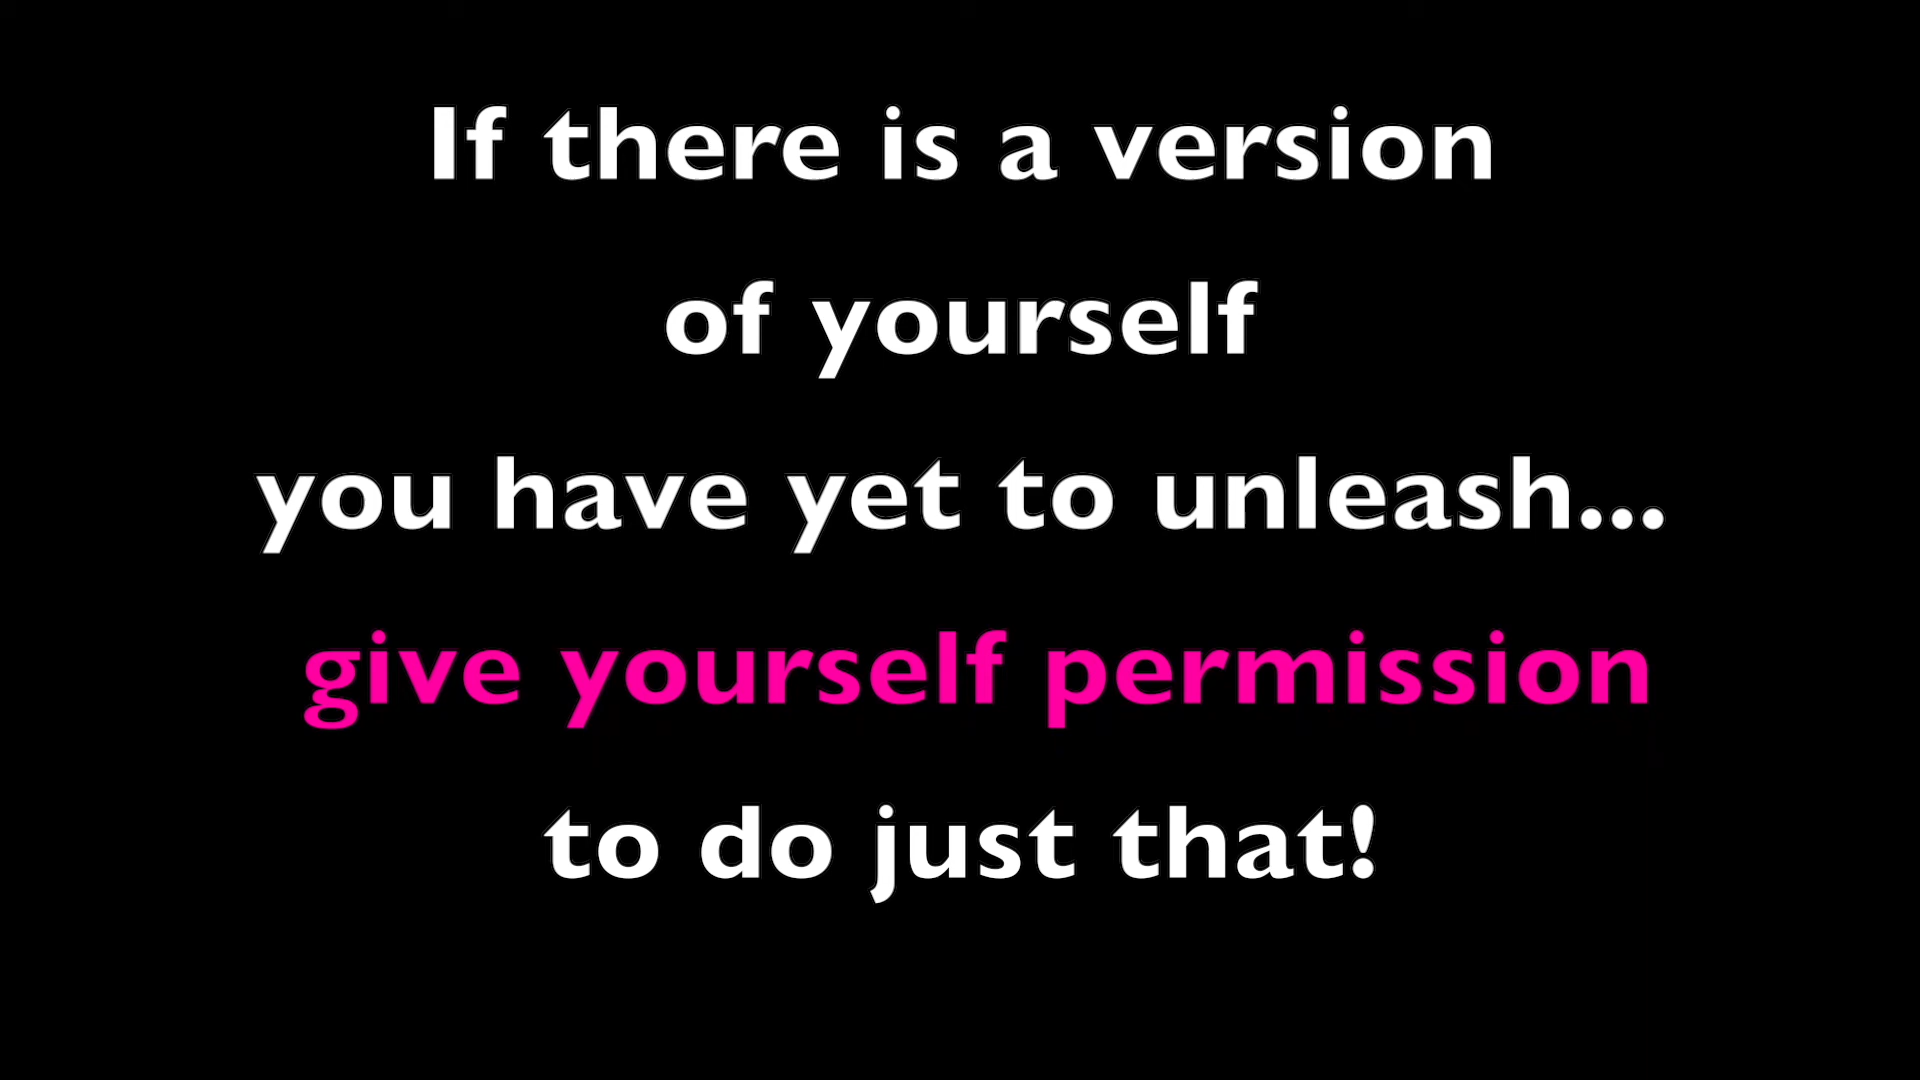 If there is a version
of yourself
you have yet to unleash...
give yourself permission
to do just that!